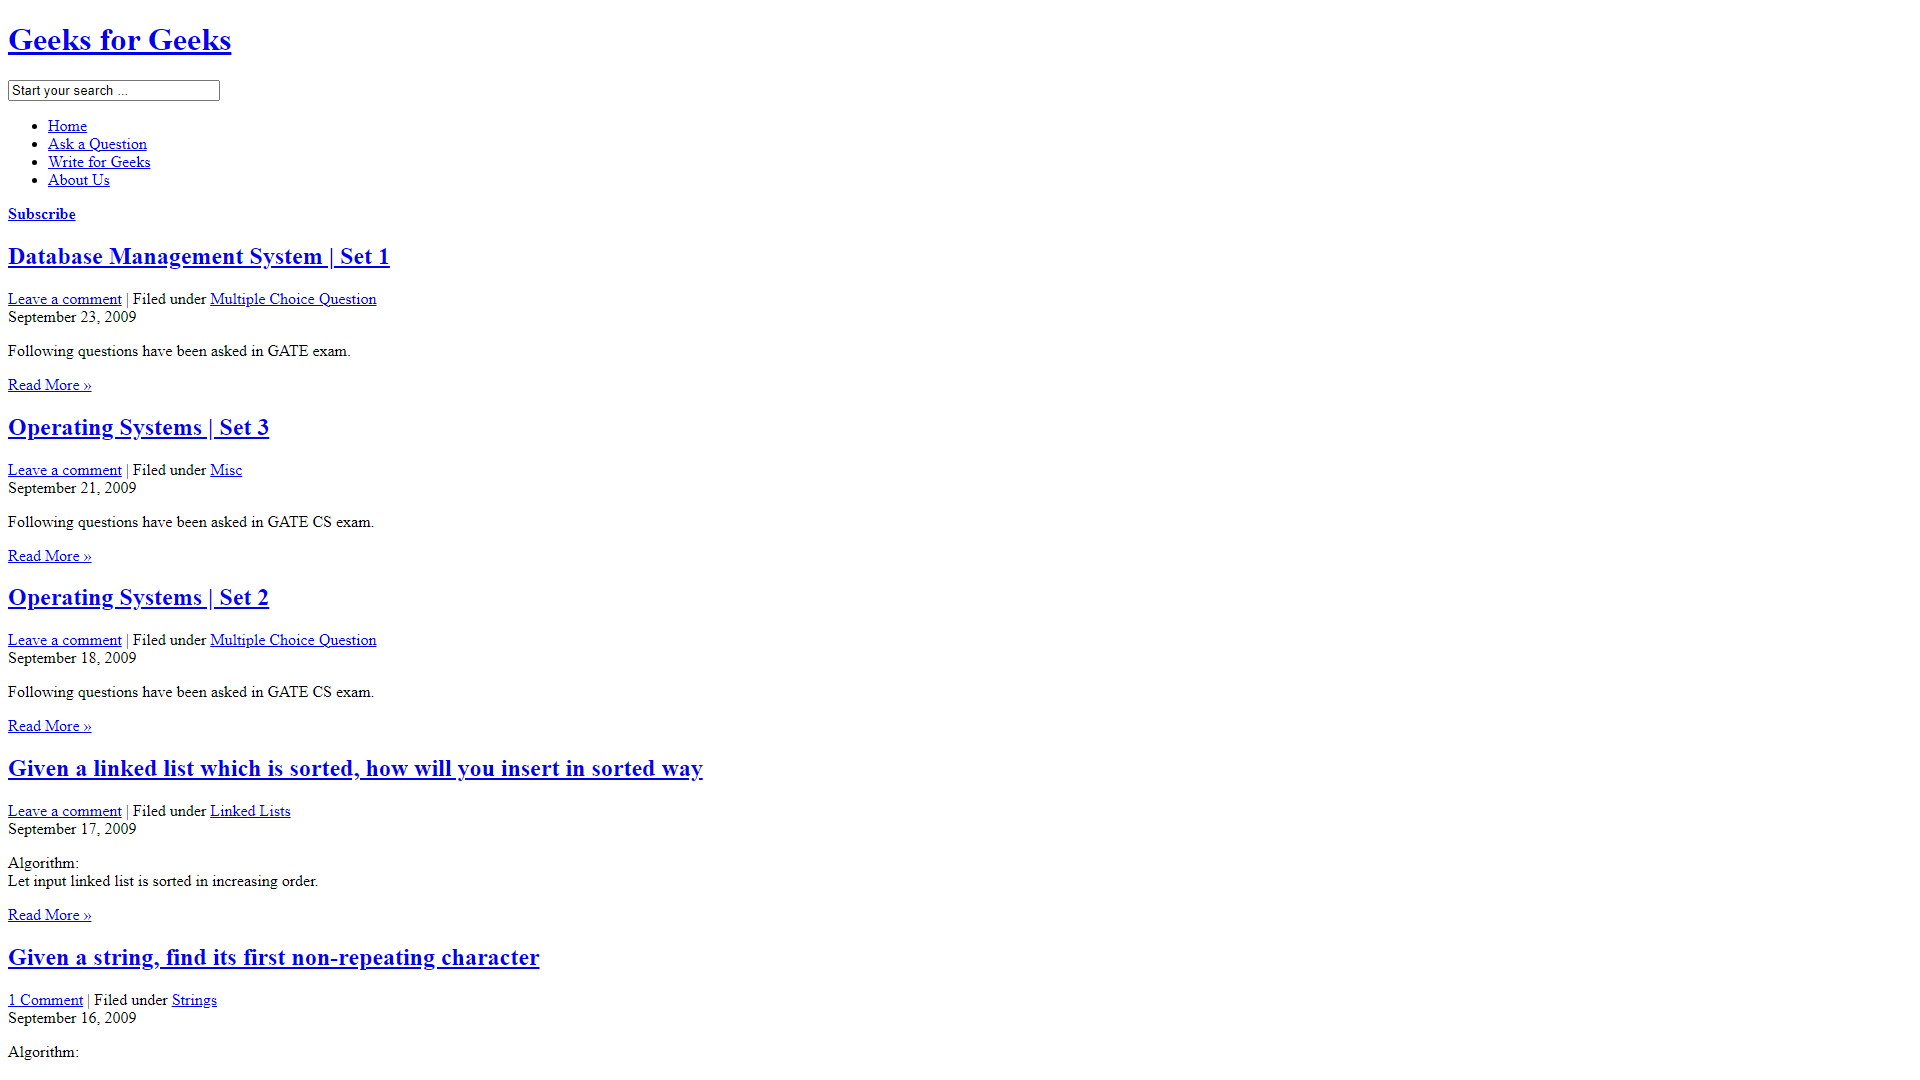 Geeks for Geeks
Start your search ...
Home
Ask a Question
Write for Geeks
About Us
Subscribe
Database Management System | Set 1
Leave a comment | Filed under Multiple Choice Question
September 23, 2009
Following questions have been asked in GATE exam.
Read More »
Operating Systems | Set 3
Leave a comment | Filed under Misc
September 21, 2009
Following questions have been asked in GATE CS exam.
Read More »
Operating Systems | Set 2
Leave a comment | Filed under Multiple Choice Question
September 18, 2009
Following questions have been asked in GATE CS exam.
Read More »
Given a linked list which is sorted, how will you insert in sorted way
Leave a comment | Filed under Linked Lists
September 17, 2009
Algorithm:
Let input linked list is sorted in increasing order.
Read More »
Given a string, find its first non-repeating character
1 Comment | Filed under Strings
September 16, 2009
Algorithm: